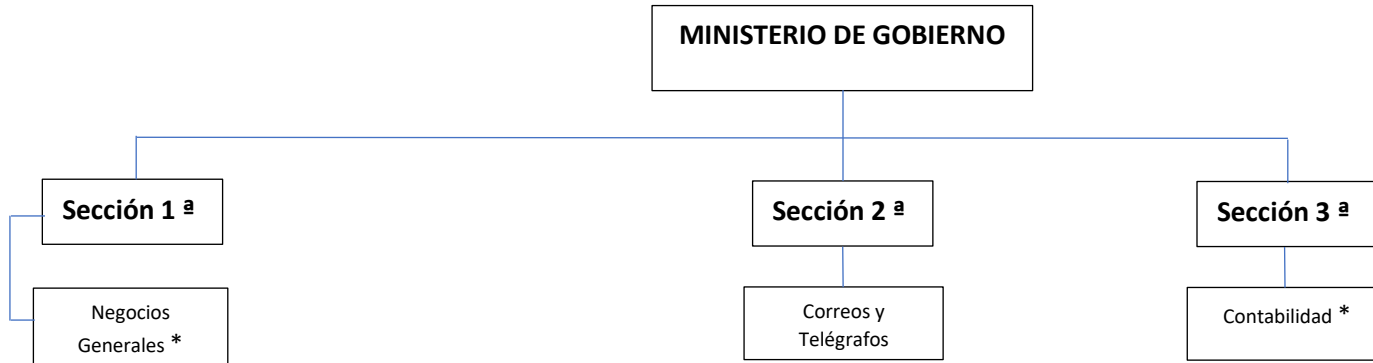 MINISTERIO DE GOBIERNO
Sección 1 ª
Sección 2 ª
Sección 3 ª
Negocios
Generales *
Correos y
Telégrafos
Contabilidad *